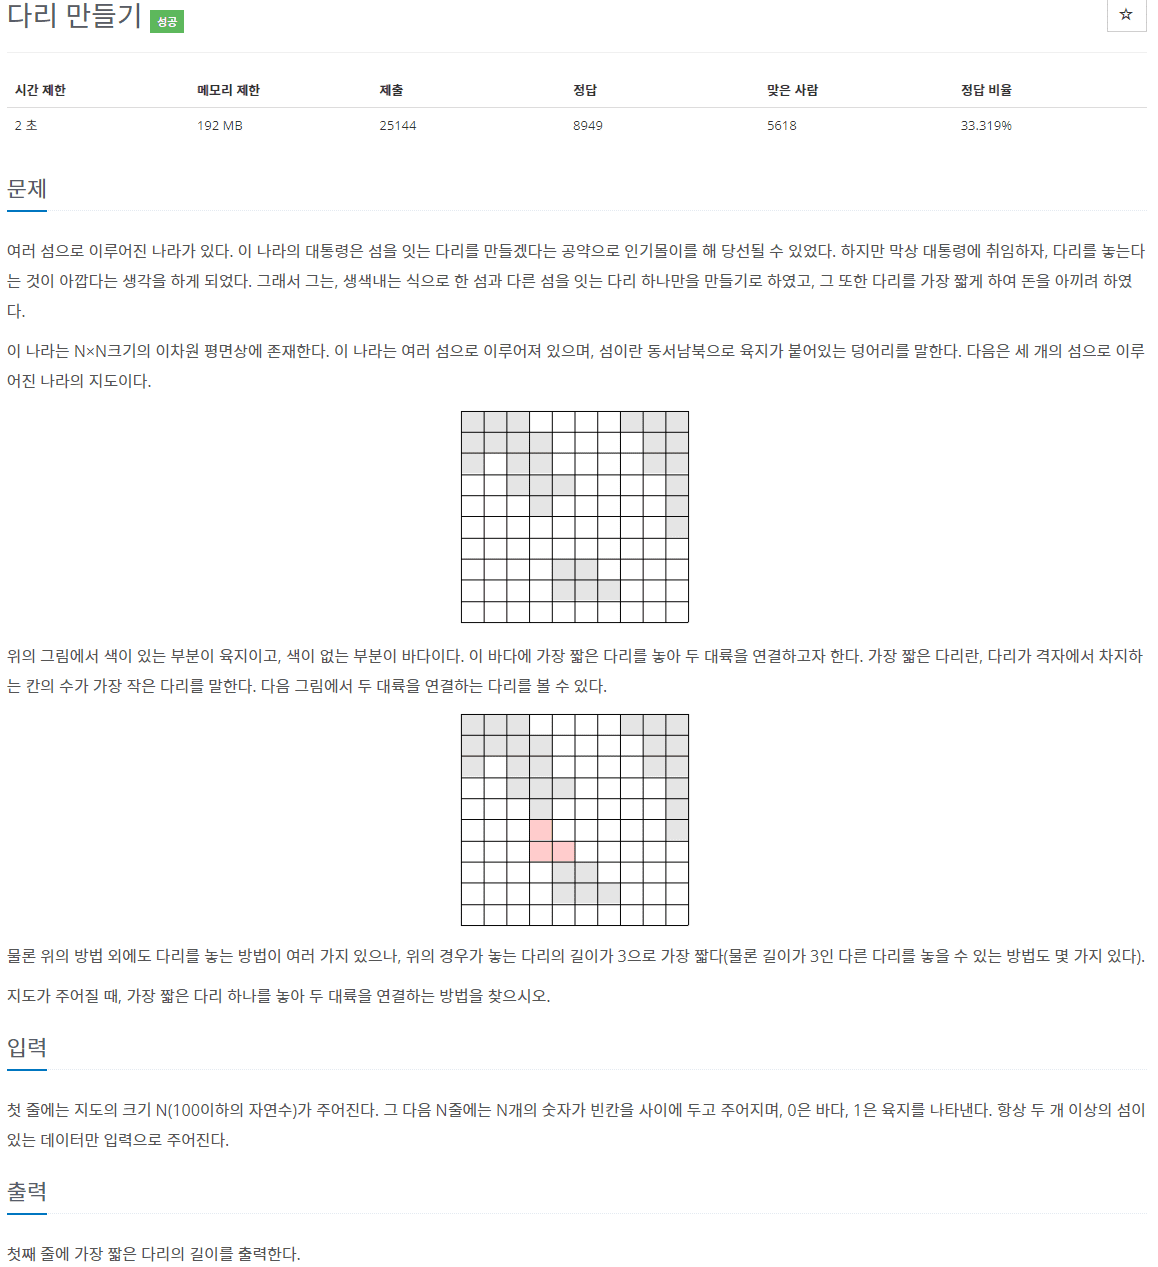 다리 만들기 성공
☆
시간 제한 메모리 제한 제출 정답 맞은 사람 정답 비율
2 초 192 MB 25144 8949 5618 33.319%
문제
여러 섬으로 이루어진 나라가 있다. 이 나라의 대통령은 섬을 잇는 다리를 만들겠다는 공약으로 인기몰이를 해 당선될 수 있었다. 하지만 막상 대통령에 취임하자, 다리를 놓는다
는 것이 아깝다는 생각을 하게 되었다. 그래서 그는, 생색내는 식으로 한 섬과 다른 섬을 잇는 다리 하나만을 만들기로 하였고, 그 또한 다리를 가장 짧게 하여 돈을 아끼려 하였
다.
이 나라는 N×N크기의 이차원 평면상에 존재한다. 이 나라는 여러 섬으로 이루어져 있으며, 섬이란 동서남북으로 육지가 붙어있는 덩어리를 말한다. 다음은 세 개의 섬으로 이루
어진 나라의 지도이다.
위의 그림에서 색이 있는 부분이 육지이고, 색이 없는 부분이 바다이다. 이 바다에 가장 짧은 다리를 놓아 두 대륙을 연결하고자 한다. 가장 짧은 다리란, 다리가 격자에서 차지하
는 칸의 수가 가장 작은 다리를 말한다. 다음 그림에서 두 대륙을 연결하는 다리를 볼 수 있다.
물론 위의 방법 외에도 다리를 놓는 방법이 여러 가지 있으나, 위의 경우가 놓는 다리의 길이가 3으로 가장 짧다(물론 길이가 3인 다른 다리를 놓을 수 있는 방법도 몇 가지 있다).
지도가 주어질 때, 가장 짧은 다리 하나를 놓아 두 대륙을 연결하는 방법을 찾으시오.
입력
첫 줄에는 지도의 크기 N(100이하의 자연수)가 주어진다. 그 다음 N줄에는 N개의 숫자가 빈칸을 사이에 두고 주어지며, 0은 바다, 1은 육지를 나타낸다. 항상 두 개 이상의 섬이
있는 데이터만 입력으로 주어진다.
출력
첫째 줄에 가장 짧은 다리의 길이를 출력한다.